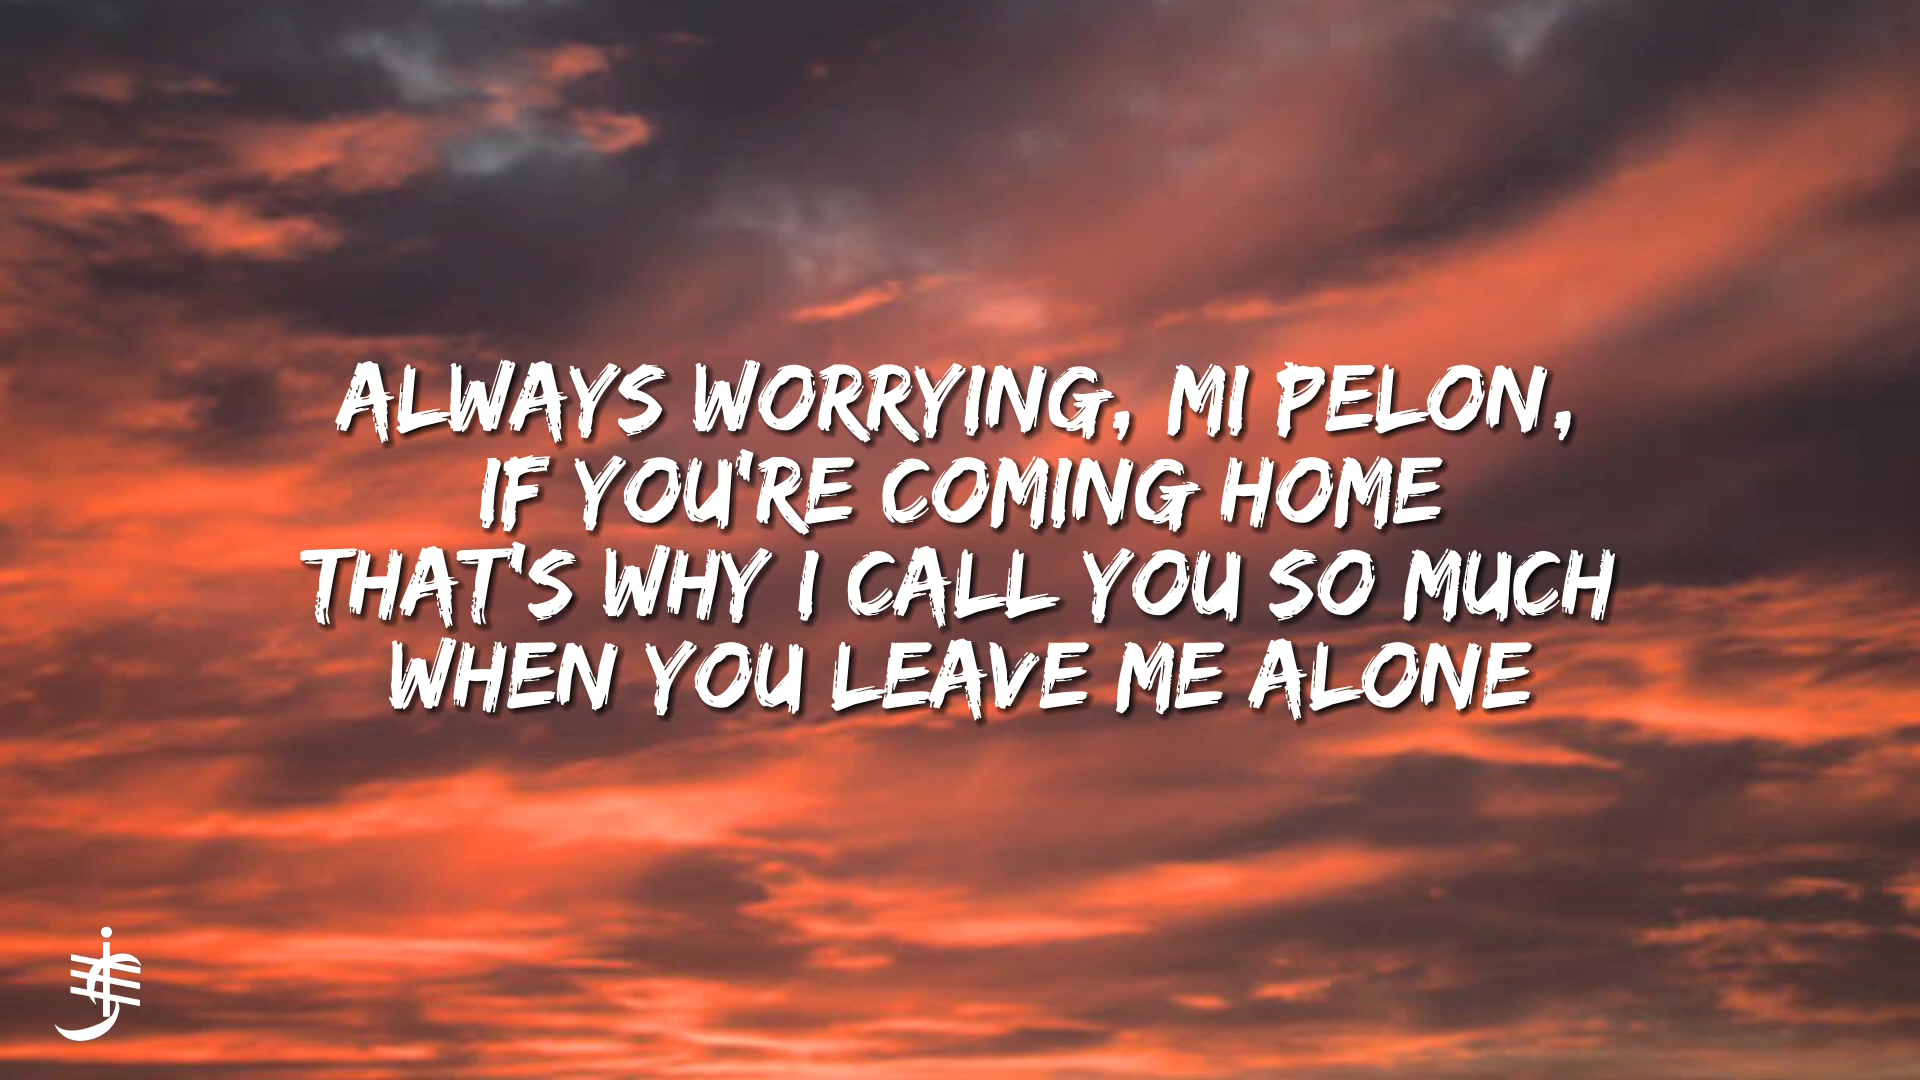 ALWAYS WORRYING, MI PELON,
IF YOU'RE COMING HOME
THAT'S WHY I CALL YOU SO MUCH
WHEN YOU LEAVE ME ALONE